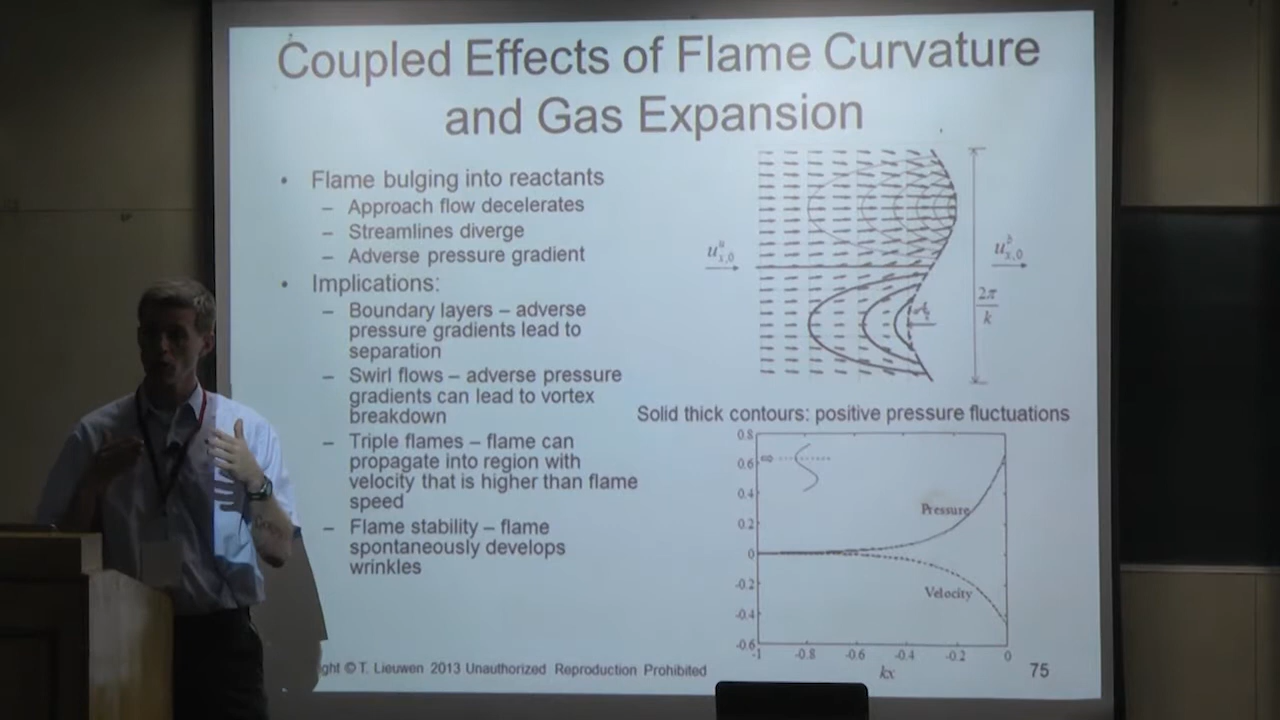 Coupled Effects of Flame Curvature
and Gas Expansion
• Flame bulging into reactants
– Approach flow decelerates
– Streamlines diverge
– Adverse pressure gradient
• Implications:
– Boundary layers – adverse
pressure gradients lead to
separation
– Swirl flows – adverse pressure
gradients can lead to vortex
breakdown
– Triple flames – flame can
propagate into region with
velocity that is higher than flame
speed
– Flame stability – flame
spontaneously develops
wrinkles
u^u_{x,0}
u^b_{x,0}
2π
k
Solid thick contours: positive pressure fluctuations
0.8
0.6
0.4
0.2
0
-0.2
-0.4
-0.6
Pressure
Velocity
-1 -0.8 -0.6 -0.4 -0.2 0
kx
ght © T. Lieuwen 2013 Unauthorized Reproduction Prohibited
75